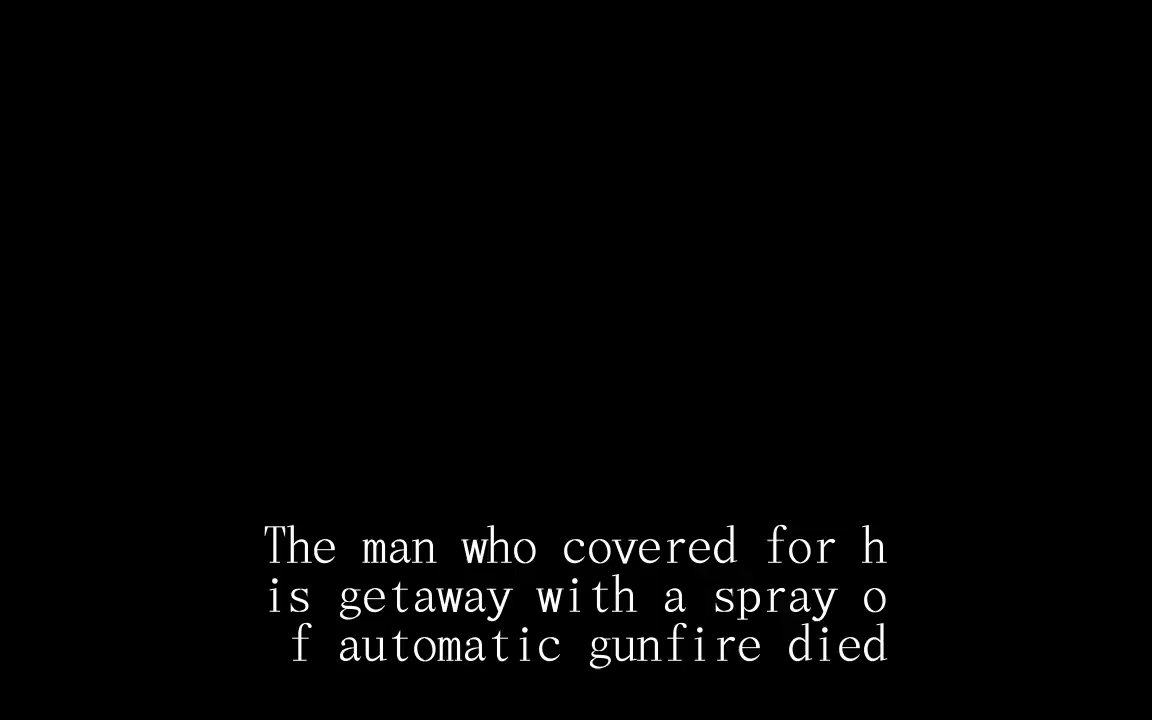 The man who covered for h
is getaway with a spray o
f automatic gunfire died